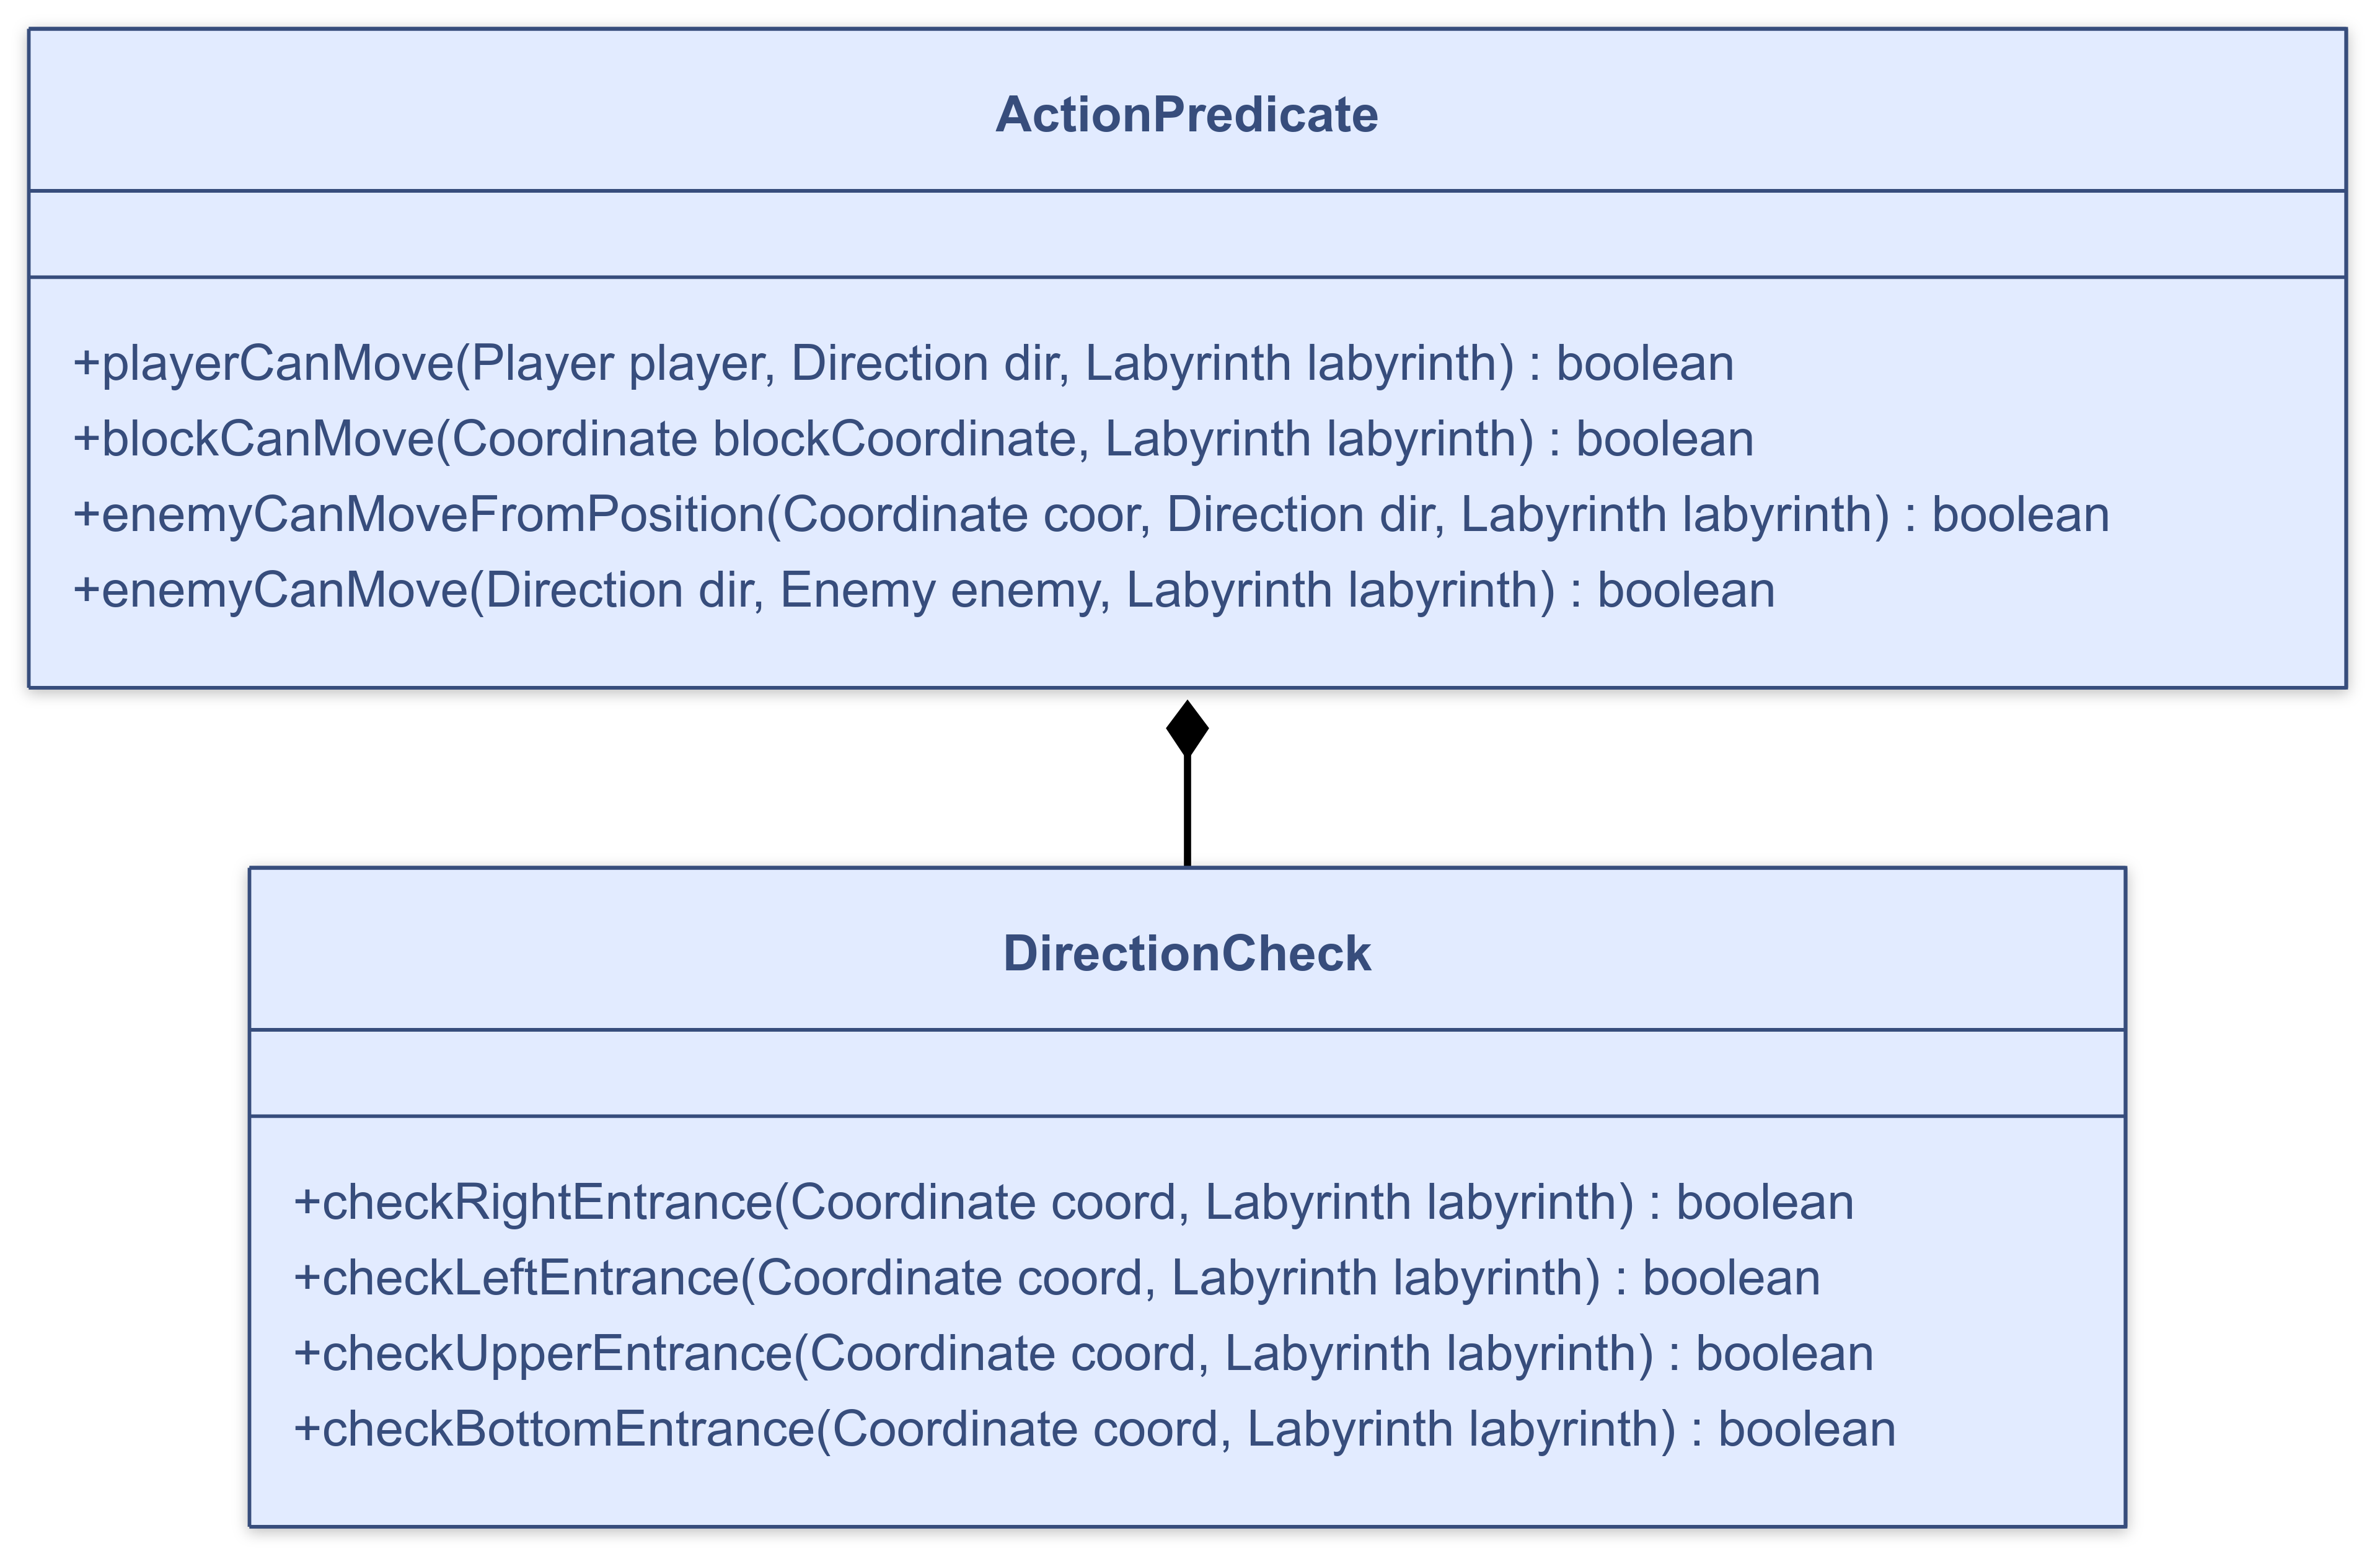 ActionPredicate
+playerCanMove(Player player, Direction dir, Labyrinth labyrinth) : boolean
+blockCanMove(Coordinate blockCoordinate, Labyrinth labyrinth) : boolean
+enemyCanMoveFromPosition(Coordinate coor, Direction dir, Labyrinth labyrinth) : boolean
+enemyCanMove(Direction dir, Enemy enemy, Labyrinth labyrinth) : boolean
DirectionCheck
+checkRightEntrance(Coordinate coord, Labyrinth labyrinth) : boolean
+checkLeftEntrance(Coordinate coord, Labyrinth labyrinth) : boolean
+checkUpperEntrance(Coordinate coord, Labyrinth labyrinth) : boolean
+checkBottomEntrance(Coordinate coord, Labyrinth labyrinth) : boolean